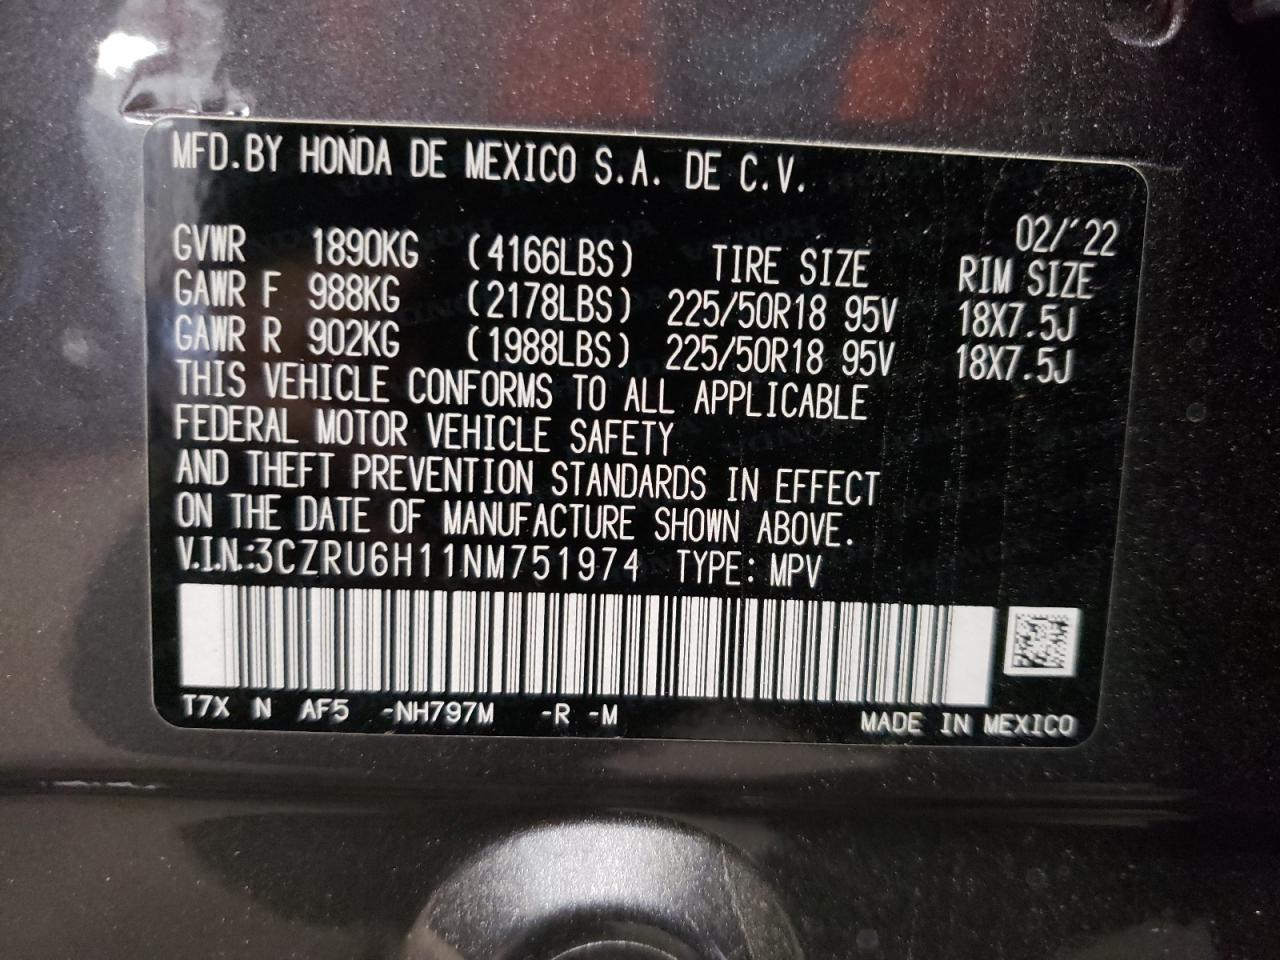 MFD.BY HONDA DE MEXICO S.A. DE C.V.
02/'22
GVWR 1890KG (4166LBS) TIRE SIZE RIM SIZE
GAWR F 988KG (2178LBS) 225/50R18 95V 18X7.5J
GAWR R 902KG (1988LBS) 225/50R18 95V 18X7.5J
THIS VEHICLE CONFORMS TO ALL APPLICABLE
FEDERAL MOTOR VEHICLE SAFETY
AND THEFT PREVENTION STANDARDS IN EFFECT
ON THE DATE OF MANUFACTURE SHOWN ABOVE.
V.I.N.:3CZRU6H11NM751974 TYPE: MPV
T7X N AF5 -NH797M -R -M MADE IN MEXICO